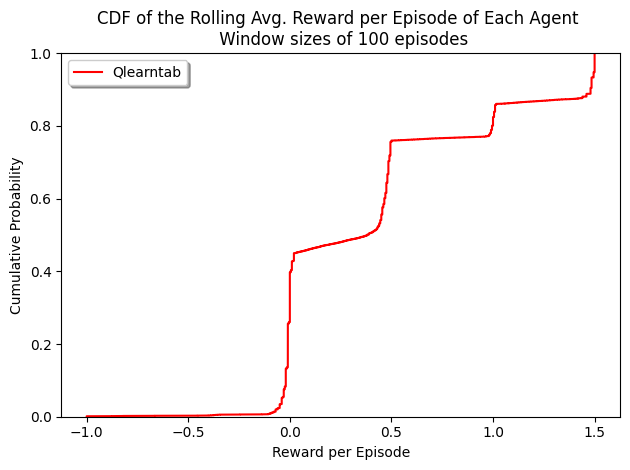 CDF of the Rolling Avg. Reward per Episode of Each Agent
Window sizes of 100 episodes
Qlearntab
Cumulative Probability
1.0
0.8
0.6
0.4
0.2
0.0
−1.0 −0.5 0.0 0.5 1.0 1.5
Reward per Episode